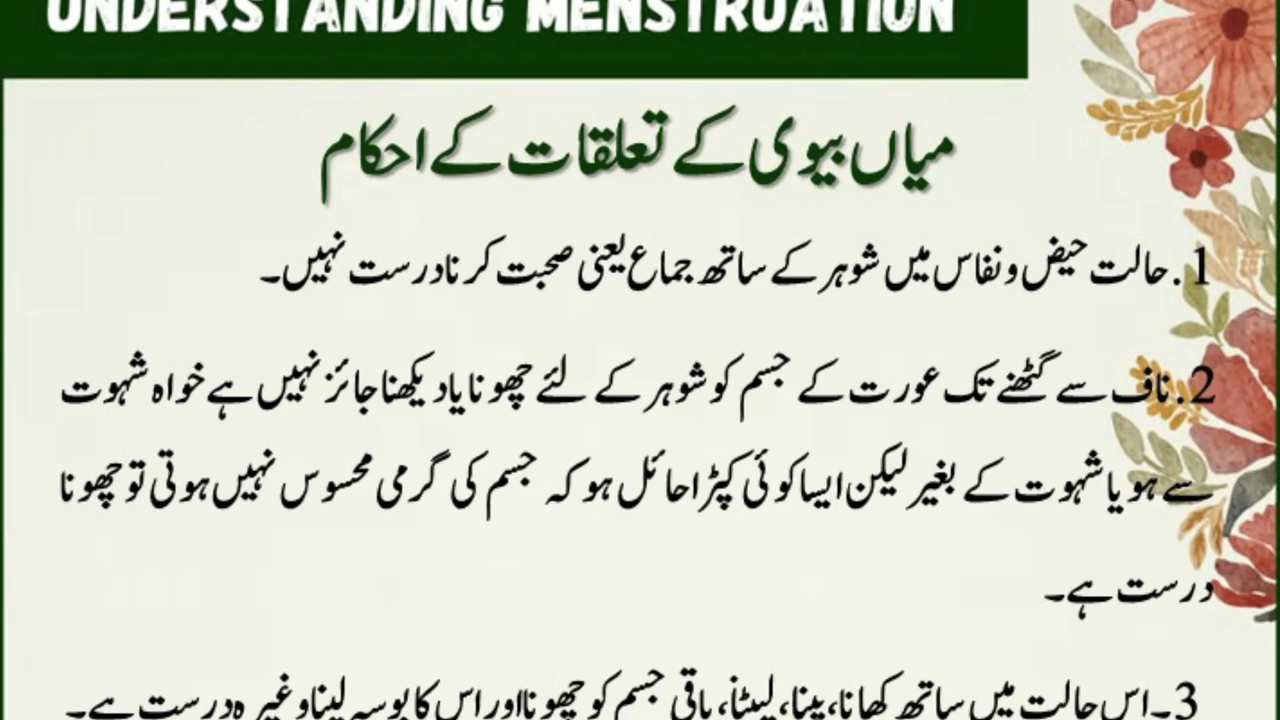 UNDERSTANDING MENSTRUATION
میاں بیوی کے تعلقات کے احکام
1.حالت حیض و نفاس میں شوہر کے ساتھ جماع یعنی صحبت کرنا درست نہیں۔
2.ناف سے گٹھنے تک عورت کے جسم کو شوہر کے لئے چھونا یا دیکھنا جائز نہیں ہے خواہ شہوت
سے ہو یا شہوت کے بغیر لیکن ایسا کوئی کپڑا حائل ہو کہ جسم کی گرمی محسوس نہیں ہوتی تو چھونا
درست ہے۔
3۔اس حالت میں ساتھ کھانا، پینا، لیٹنا، باقی جسم کو چھونا اور اس کا بوسہ لینا وغیرہ درست ہے۔